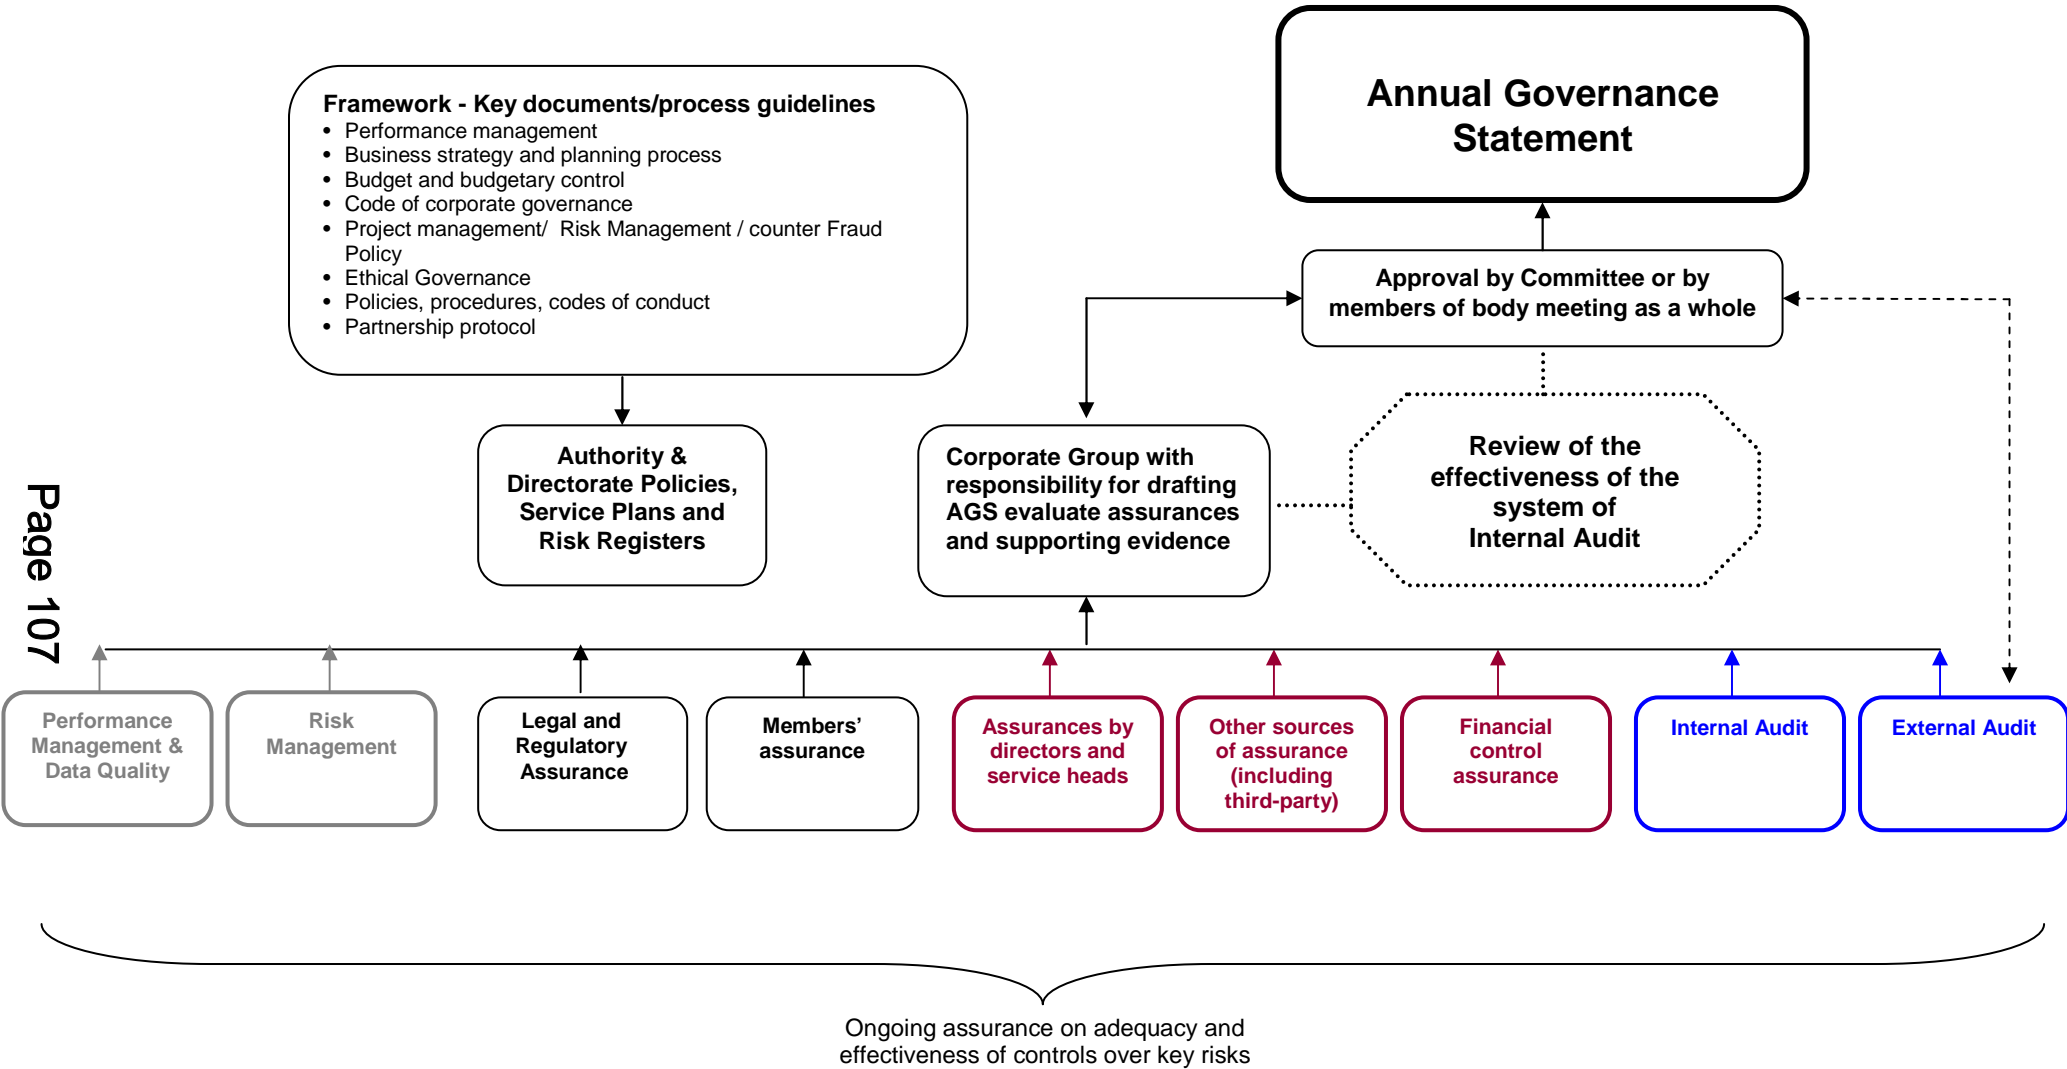 Annual Governance
Statement
Framework - Key documents/process guidelines
• Performance management
• Business strategy and planning process
• Budget and budgetary control
• Code of corporate governance
• Project management/ Risk Management / counter Fraud
Policy
• Ethical Governance
• Policies, procedures, codes of conduct
• Partnership protocol
Approval by Committee or by
members of body meeting as a whole
Authority &
Directorate Policies,
Service Plans and
Risk Registers
Corporate Group with
responsibility for drafting
AGS evaluate assurances
and supporting evidence
Review of the
effectiveness of the
system of
Internal Audit
Page 107
Performance
Management &
Data Quality
Risk
Management
Legal and
Regulatory
Assurance
Members’
assurance
Assurances by
directors and
service heads
Other sources
of assurance
(including
third-party)
Financial
control
assurance
Internal Audit
External Audit
Ongoing assurance on adequacy and
effectiveness of controls over key risks